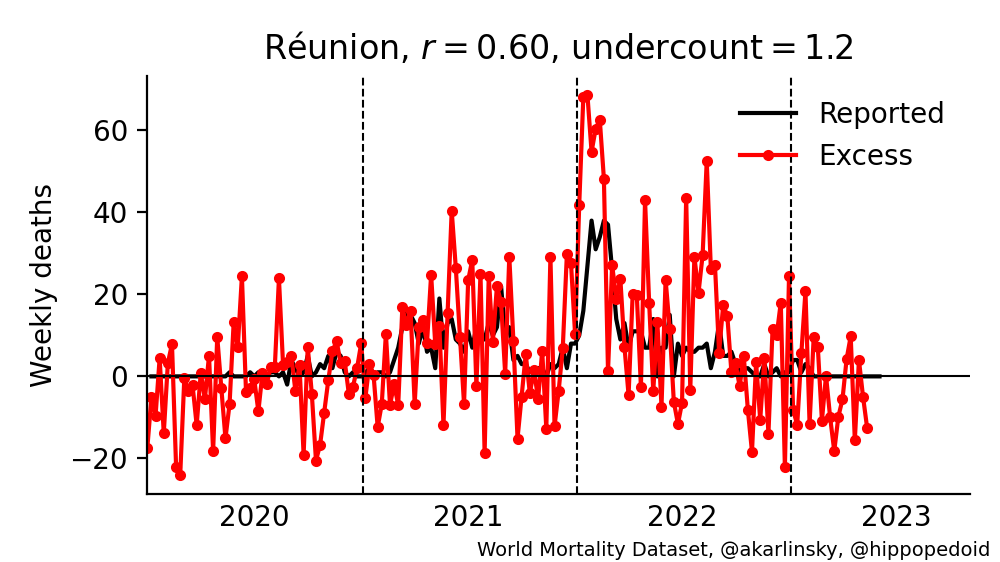 Réunion, r = 0.60, undercount = 1.2
Reported
Excess
Weekly deaths
60
40
20
0
−20
2020 2021 2022 2023
World Mortality Dataset, @akarlinsky, @hippopedoid